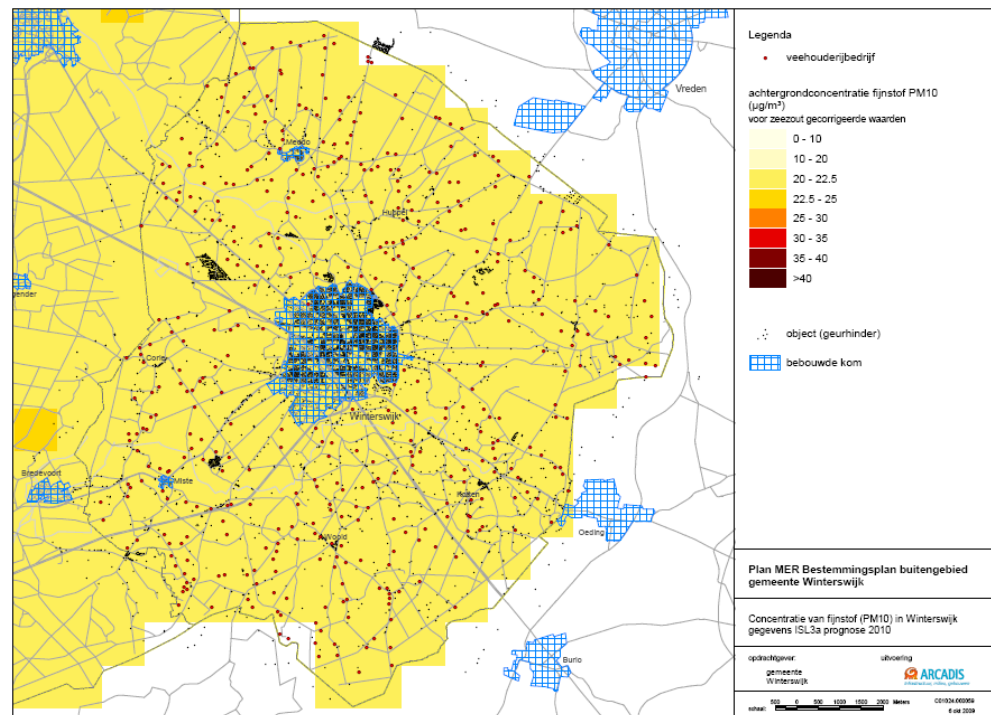 Vreden
Meddo
Huppel
Corle
Winterswijk
Bredevoort
Miste
Kotten
Woold
Oeding
Burlo
Legenda
veehouderijbedrijf
achtergrondconcentratie fijnstof PM10
(µg/m³)
voor zeezout gecorrigeerde waarden
0 - 10
10 - 20
20 - 22.5
22.5 - 25
25 - 30
30 - 35
35 - 40
>40
object (geurhinder)
bebouwde kom
Plan MER Bestemmingsplan buitengebied
gemeente Winterswijk
Concentratie van fijnstof (PM10) in Winterswijk
gegevens ISL3a prognose 2010
opdrachtgever: uitvoering
gemeente
Winterswijk
ARCADIS
schaal: 500 0 500 1000 1500 2000 Meters
6 okt 2009